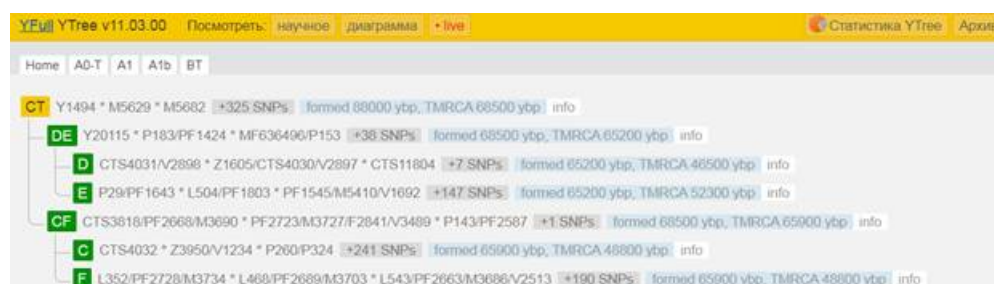 YFull YTree v11.03.00 Посмотреть: научное диаграмма • live Статистика YTree Архив
Home A0-T A1 A1b BT
CT Y1494 * M5629 * M5682 +325 SNPs formed 88000 ybp, TMRCA 68500 ybp info
DE Y20115 * P183/PF1424 * MF636496/P153 +38 SNPs formed 68500 ybp, TMRCA 65200 ybp info
D CTS4031/V2898 * Z1605/CTS4030/V2897 * CTS11804 +7 SNPs formed 65200 ybp, TMRCA 46500 ybp info
E P29/PF1643 * L504/PF1803 * PF1545/M5410/V1692 +147 SNPs formed 65200 ybp, TMRCA 52300 ybp info
CF CTS3818/PF2668/M3690 * PF2723/M3727/F2841/V3489 * P143/PF2587 +1 SNPs formed 68500 ybp, TMRCA 65900 ybp info
C CTS4032 * Z3950/V1234 * P260/P324 +241 SNPs formed 65900 ybp, TMRCA 48800 ybp info
F L352/PF2728/M3734 * L468/PF2689/M3703 * L543/PF2663/M3686/V2513 +190 SNPs formed 65900 ybp, TMRCA 48800 ybp info